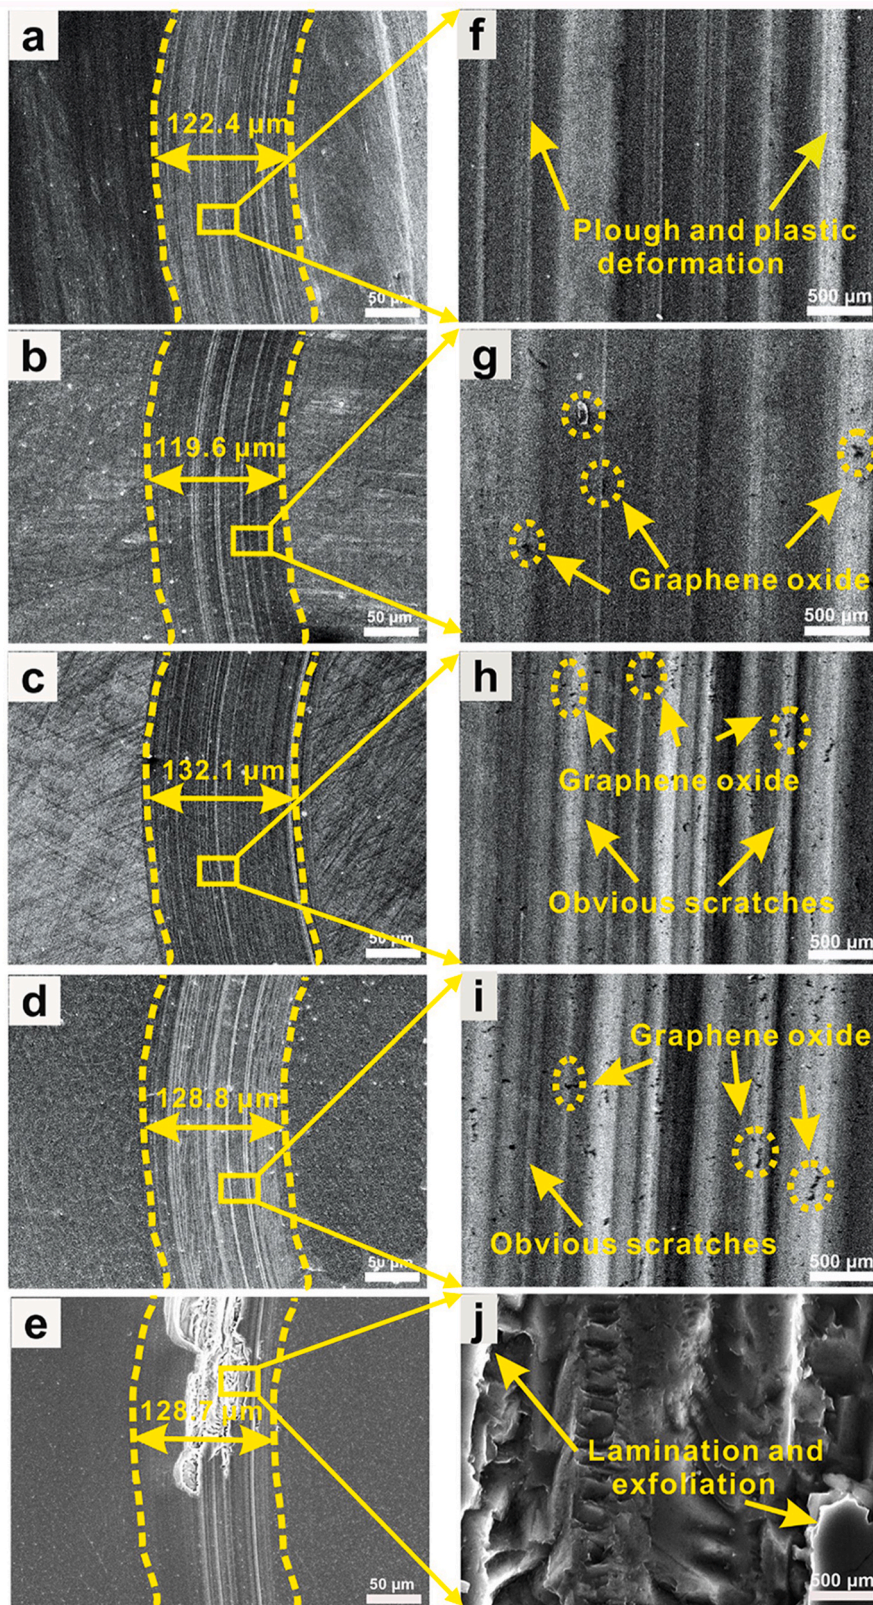 a
122.4 μm
50 μm
f
Plough and plastic
deformation
500 μm
b
119.6 μm
50 μm
g
Graphene oxide
500 μm
c
132.1 μm
50 μm
h
Graphene oxide
Obvious scratches
500 μm
d
128.8 μm
50 μm
i
Graphene oxide
Obvious scratches
500 μm
e
128.7 μm
50 μm
j
Lamination and
exfoliation
500 μm